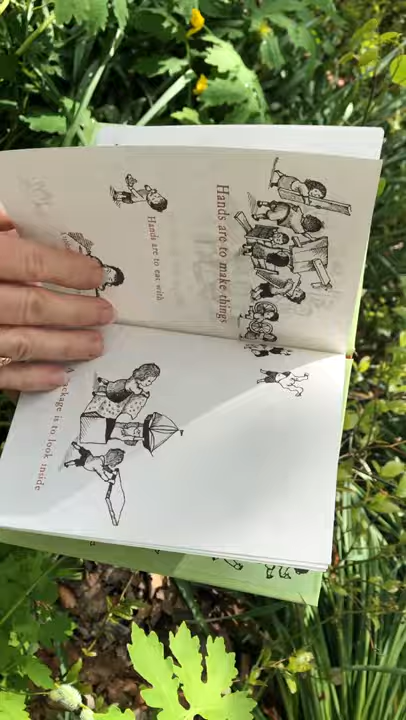 Hands are to make things
Hands are to eat with
package is to look inside